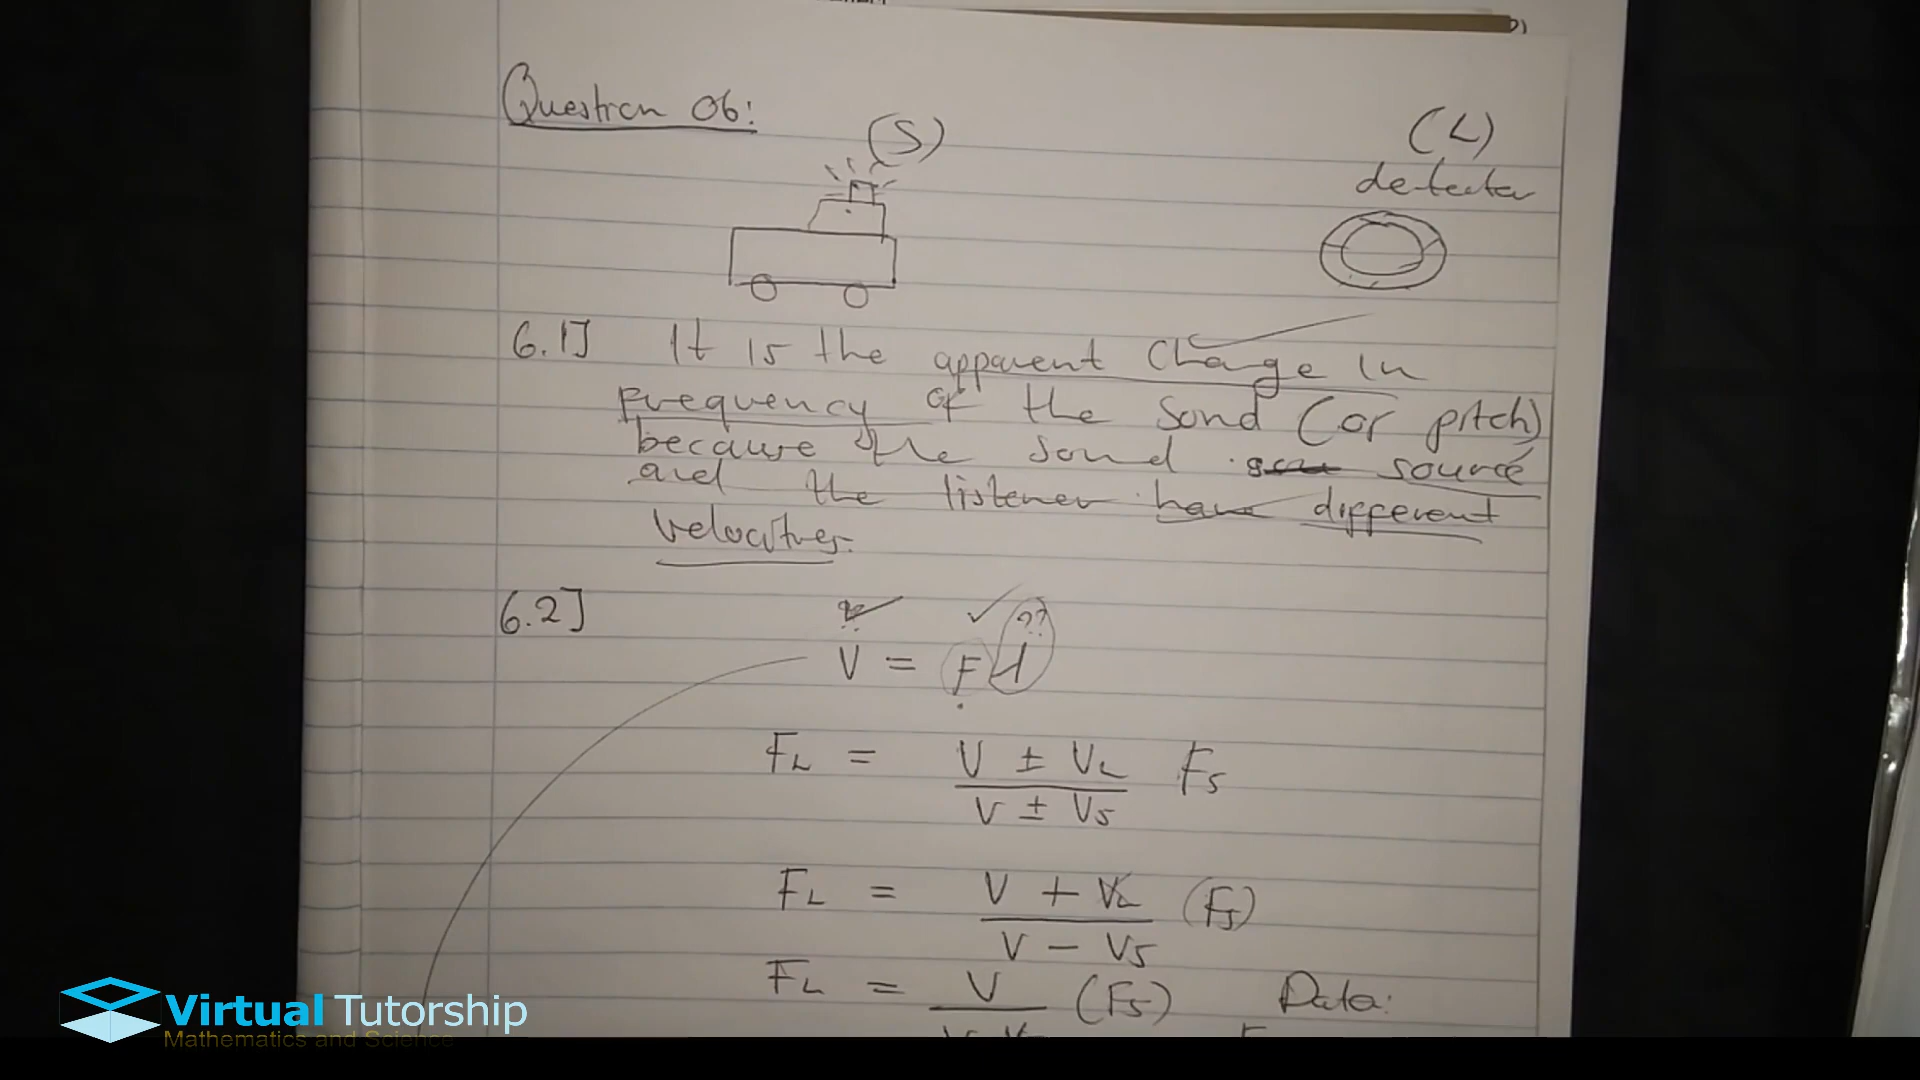 Question 06:
(S)
(L)
detector
6.1] It is the apparent change in
frequency of the sond (or pitch)
because the sond source
and the listener have different
velocities.
6.2]
??
V = Fλ
FL = V ± VL / V ± VS FS
FL = V + VL / V - VS (FS)
FL = V (FS)
Data:
Virtual Tutorship
Mathematics and Science